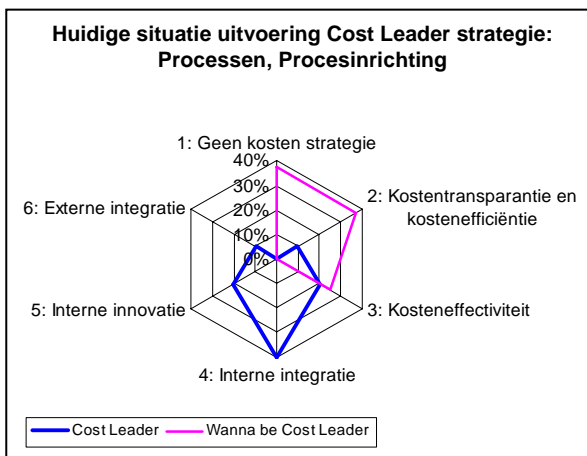 Huidige situatie uitvoering Cost Leader strategie:
Processen, Procesinrichting
1: Geen kosten strategie
40%
30%
20%
10%
0%
2: Kostentransparantie en
kostenefficiëntie
3: Kosteneffectiviteit
4: Interne integratie
5: Interne innovatie
6: Externe integratie
Cost Leader
Wanna be Cost Leader